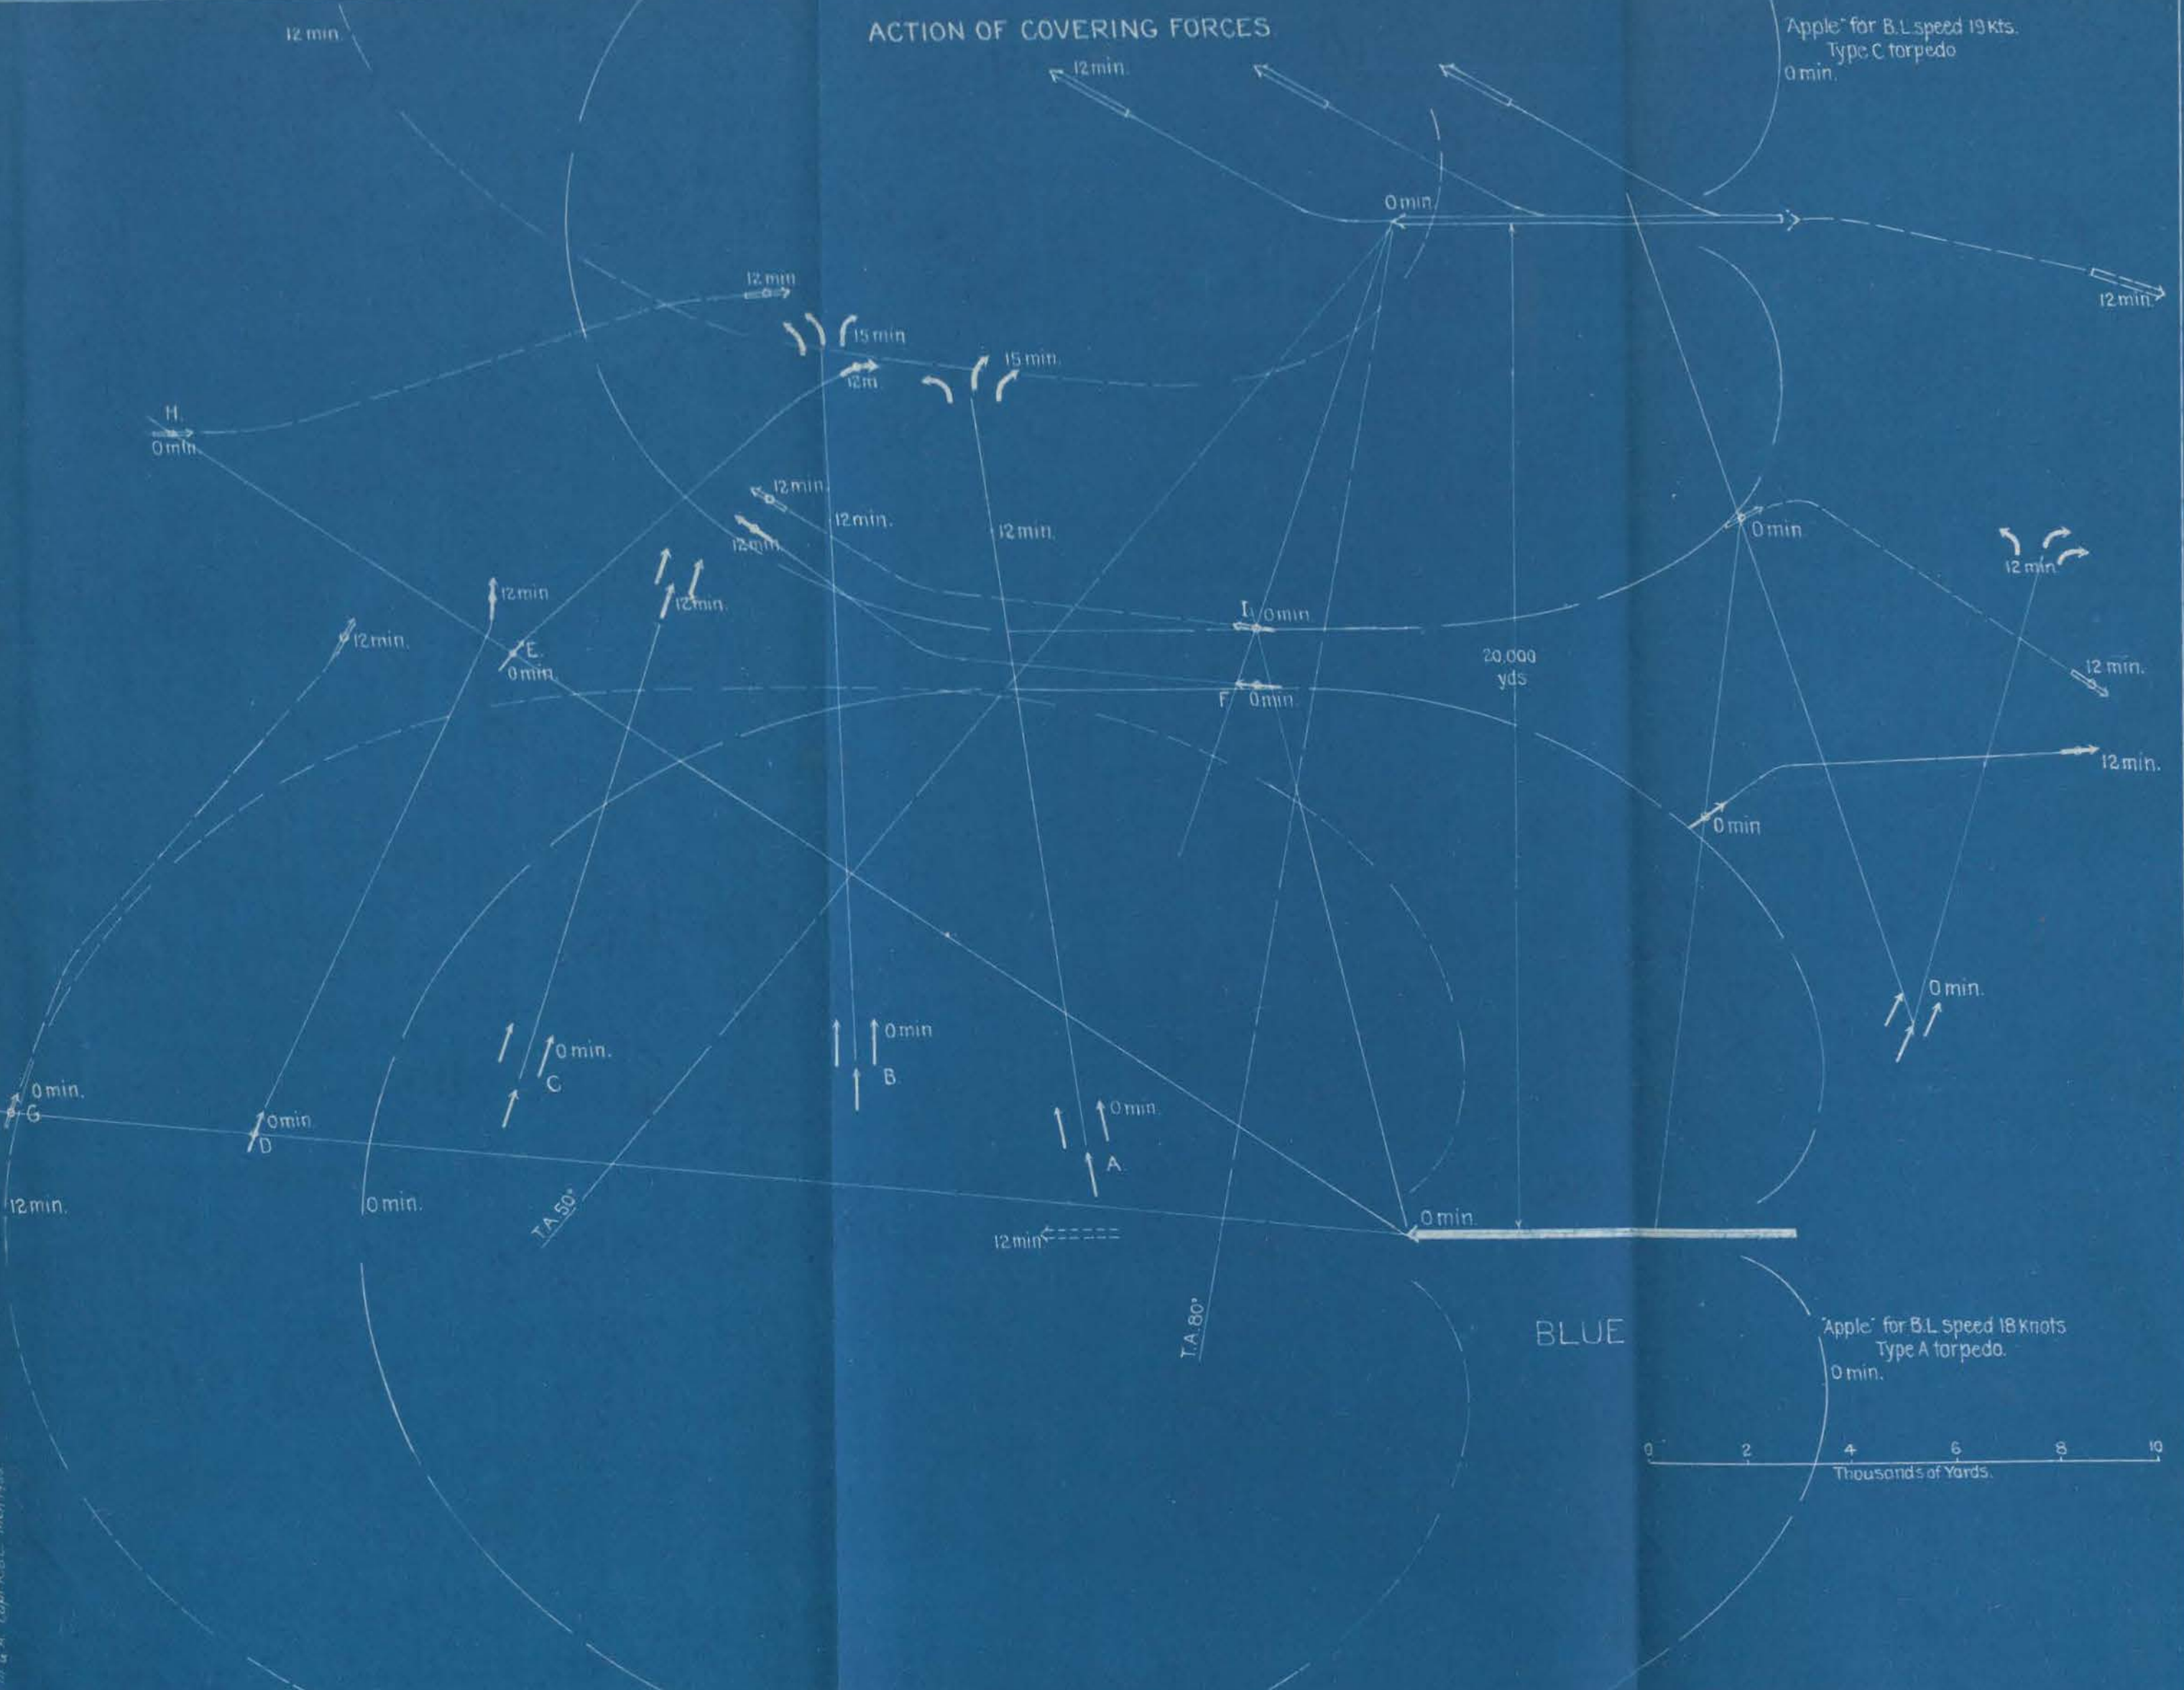 12 min.
ACTION OF COVERING FORCES
"Apple" for B.L. speed 19 kts.
Type C torpedo
0 min.
12 min.
0 min.
12 min.
12 min
15 min
15 min.
12 m.
H.
0 min.
12 min.
12 min.
12 min.
12 min.
0 min.
12 min
12 min
12 min.
I. 0 min.
12 min.
E.
0 min.
20,000
yds
12 min.
F 0 min.
12 min.
0 min
0 min.
0 min
B.
0 min.
C
0 min.
G
0 min.
A.
0 min
D
12 min.
0 min.
T.A. 50°
12 min
0 min.
T.A. 80°
BLUE
"Apple" for B.L. speed 18 knots
Type A torpedo.
0 min.
0 2 4 6 8 10
Thousands of Yards.